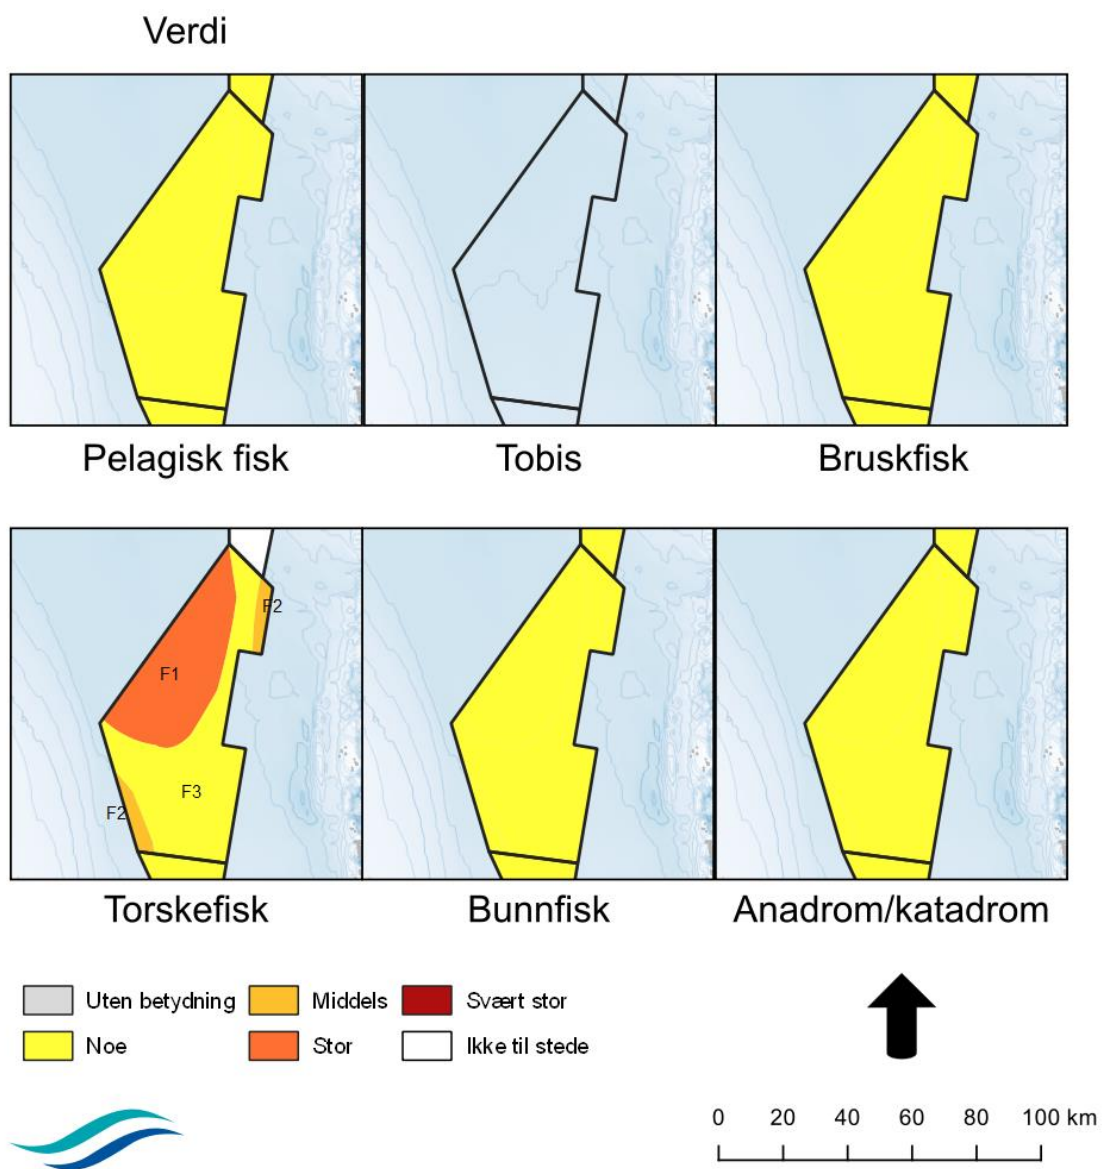 Verdi
Pelagisk fisk
Tobis
Bruskfisk
F2
F1
F3
F2
Torskefisk
Bunnfisk
Anadrom/katadrom
Uten betydning
Middels
Svært stor
Noe
Stor
Ikke til stede
0 20 40 60 80 100 km